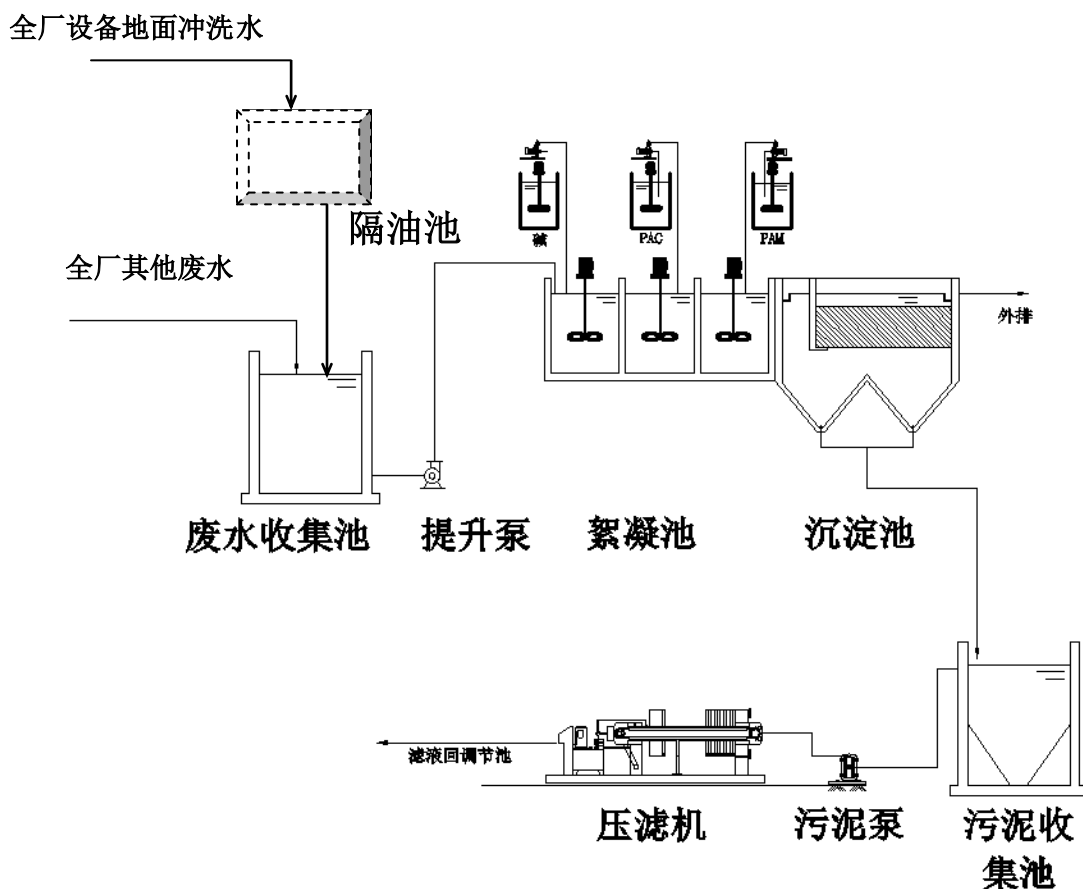 全厂设备地面冲洗水
隔油池
全厂其他废水
碱
PAC
PAM
外排
废水收集池
提升泵
絮凝池
沉淀池
滤液回调节池
压滤机
污泥泵
污泥收
集池